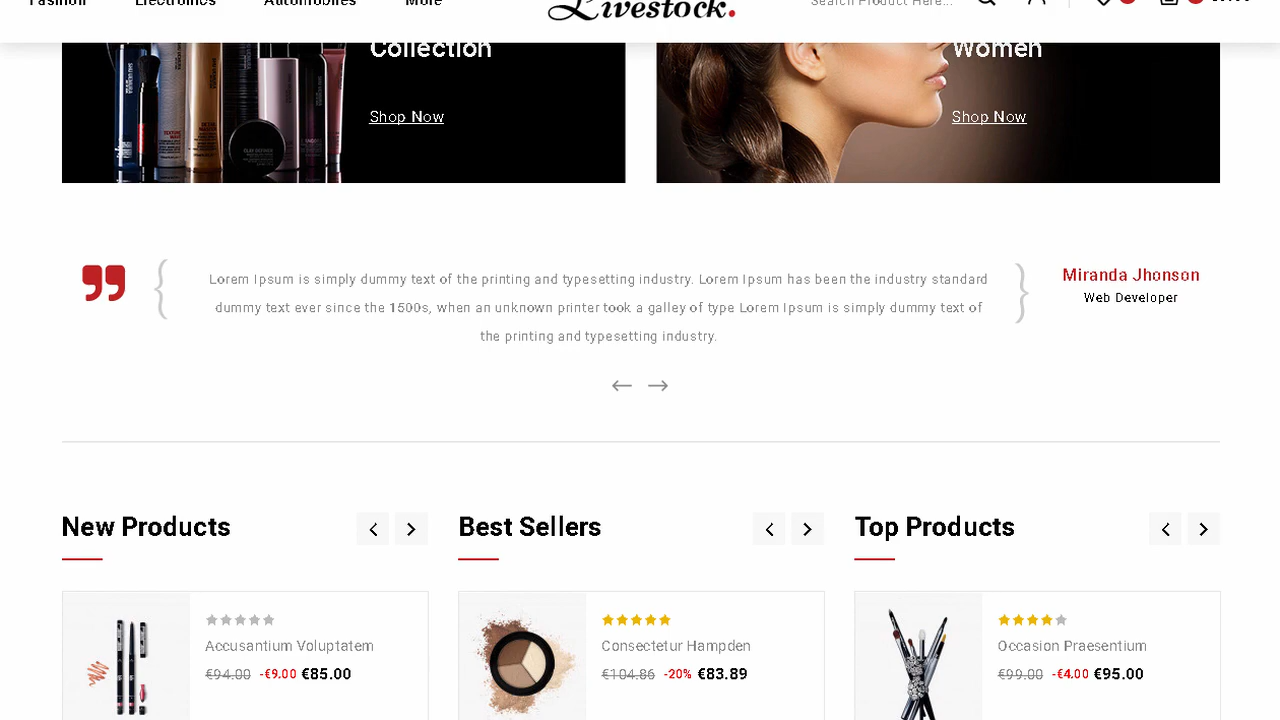 Fashion Electronics Automobiles More
Livestock.
Search Product Here...
Collection
Shop Now
Women
Shop Now
Lorem Ipsum is simply dummy text of the printing and typesetting industry. Lorem Ipsum has been the industry standard
dummy text ever since the 1500s, when an unknown printer took a galley of type Lorem Ipsum is simply dummy text of
the printing and typesetting industry.
Miranda Jhonson
Web Developer
New Products
Best Sellers
Top Products
Accusantium Voluptatem
€94.00 -€9.00 €85.00
Consectetur Hampden
€104.86 -20% €83.89
Occasion Praesentium
€99.00 -€4.00 €95.00